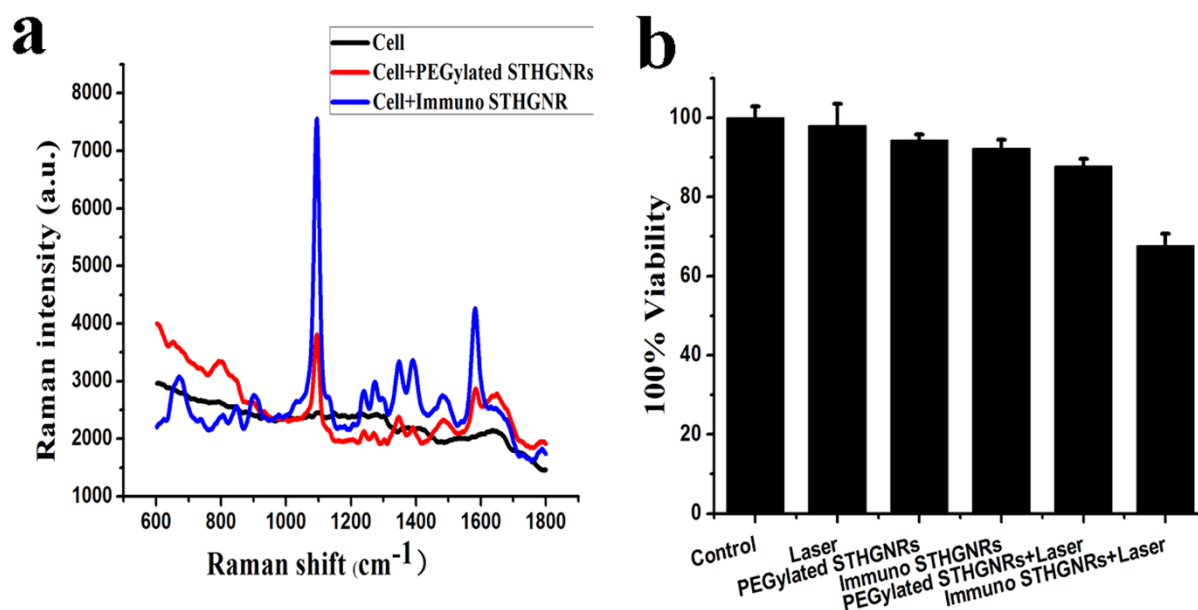 a
Cell
Cell+PEGylated STHGNRs
Cell+Immuno STHGNR
Raman intensity (a.u.)
8000
7000
6000
5000
4000
3000
2000
1000
600
800
1000
1200
1400
1600
1800
Raman shift (cm-1)
b
100% Viability
100
80
60
40
20
0
Control
Laser
PEGylated STHGNRs
Immuno STHGNRs
PEGylated STHGNRs+Laser
Immuno STHGNRs+Laser